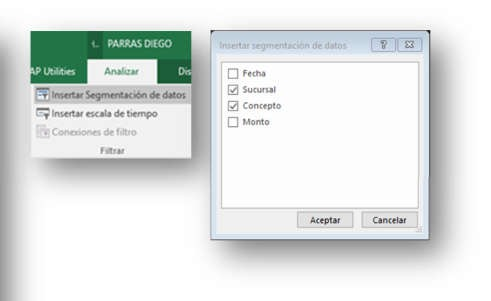 PARRAS DIEGO
AP Utilities
Analizar
Dis
Insertar Segmentación de datos
Insertar escala de tiempo
Conexiones de filtro
Filtrar
Insertar segmentación de datos
Fecha
Sucursal
Concepto
Monto
Aceptar
Cancelar